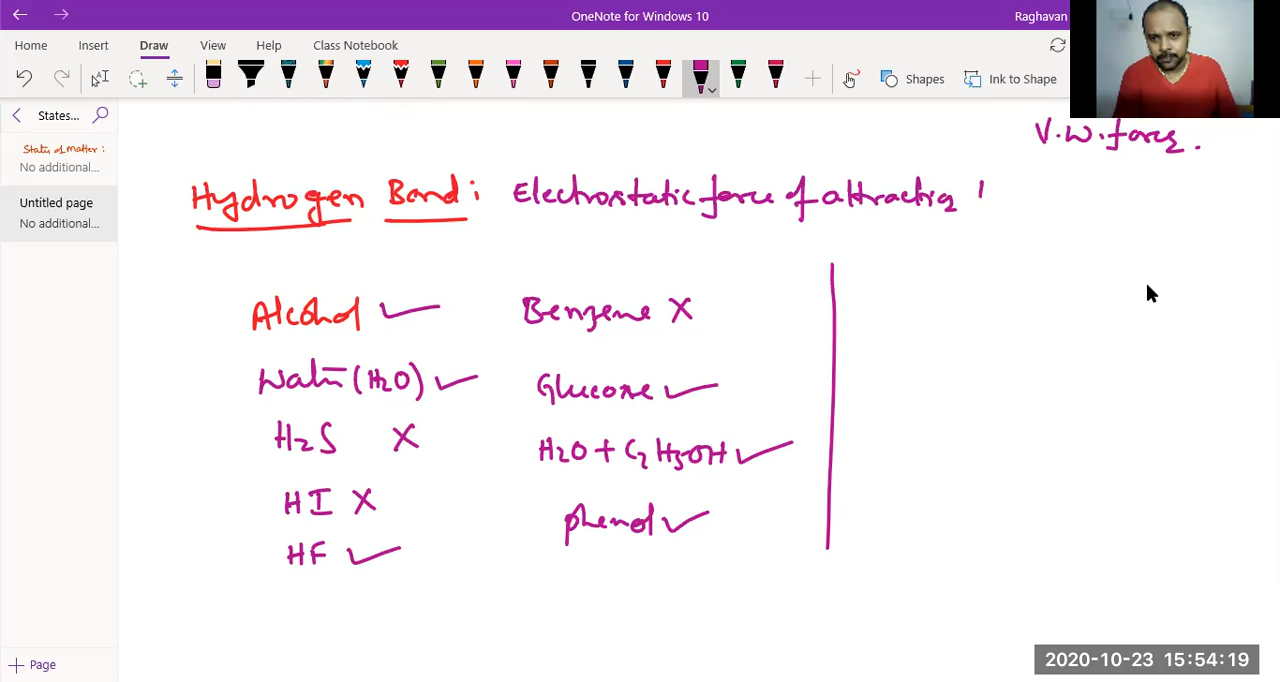 OneNote for Windows 10
Raghavan
Home Insert Draw View Help Class Notebook
Shapes Ink to Shape
States...
States of matter :
No additional...
Untitled page
No additional...
V.W. force
Hydrogen Bond : Electrostatic force of attraction
Alcohol ✓ Benzene X
Water (H2O) ✓ Glucose ✓
H2S X H2O + C2H5OH ✓
HI X phenol ✓
HF ✓
+ Page
2020-10-23 15:54:19